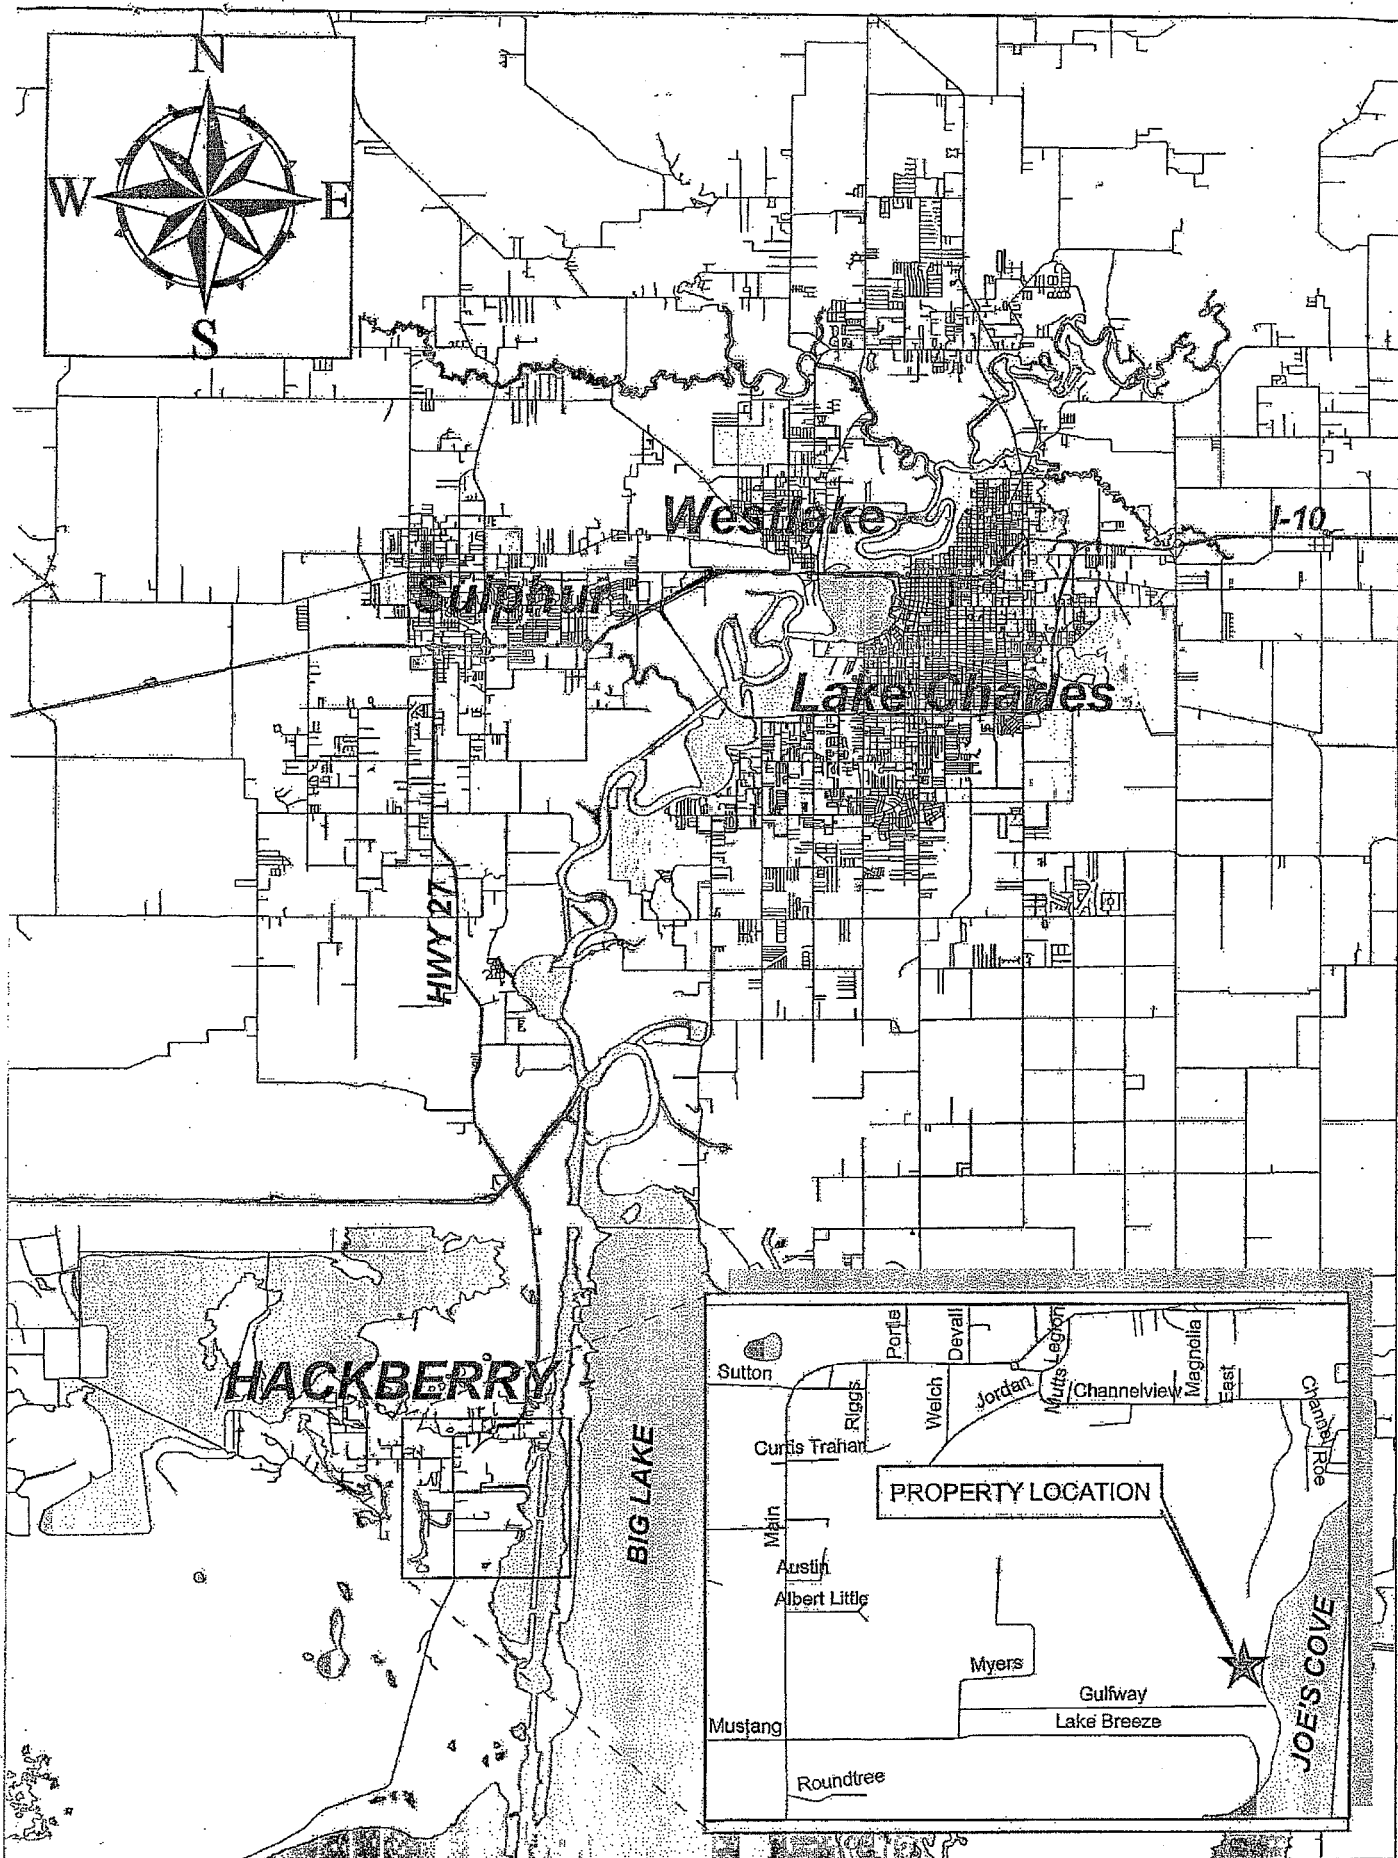 N
W E
S
Westlake
I-10
Sulphur
Lake Charles
HWY 27
HACKBERRY
BIG LAKE
Portie
Devall
Mutts Legion
Magnolia
East
Sutton
Riggs
Welch
Jordan
Channelview
Channel Roe
Curtis Trahan
PROPERTY LOCATION
Main
Austin
Albert Little
Myers
Gulfway
Lake Breeze
Mustang
Roundtree
JOE'S COVE